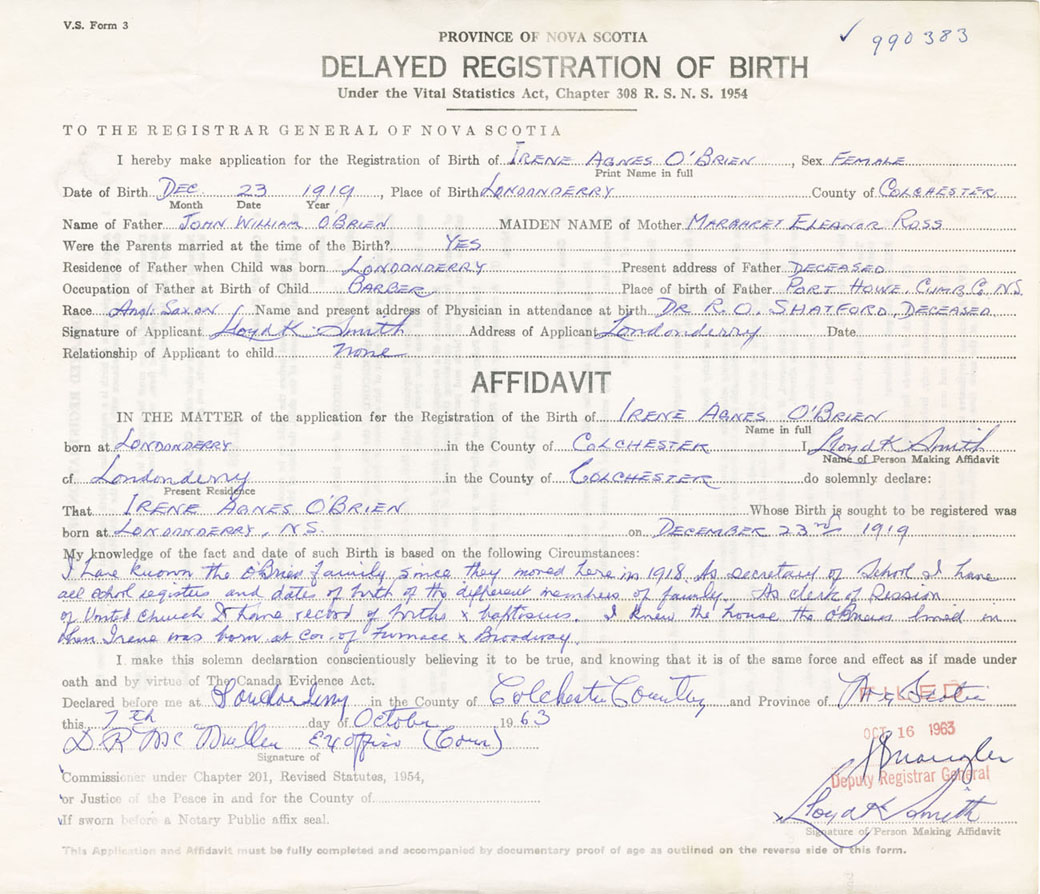 V.S. Form 3
✓ 990383
PROVINCE OF NOVA SCOTIA
DELAYED REGISTRATION OF BIRTH
Under the Vital Statistics Act, Chapter 308 R. S. N. S. 1954
TO THE REGISTRAR GENERAL OF NOVA SCOTIA
I hereby make application for the Registration of Birth of IRENE AGNES O'BRIEN, Sex FEMALE
Print Name in full
Date of Birth DEC 23 1919, Place of Birth LONDONDERRY County of COLCHESTER
Month Date Year
Name of Father JOHN WILLIAM O'BRIEN MAIDEN NAME of Mother MARGARET ELEANOR ROSS
Were the Parents married at the time of the Birth? YES
Residence of Father when Child was born LONDONDERRY Present address of Father DECEASED
Occupation of Father at Birth of Child BARBER Place of birth of Father PORT HOWE, CUMB. C. NS
Race Anglo Saxon Name and present address of Physician in attendance at birth DR R. O. SHATFORD, DECEASED
Signature of Applicant Lloyd K Smith Address of Applicant Londonderry Date
Relationship of Applicant to child none
AFFIDAVIT
IN THE MATTER of the application for the Registration of the Birth of IRENE AGNES O'BRIEN
Name in full
born at LONDONDERRY in the County of COLCHESTER I Lloyd K Smith
Name of Person Making Affidavit
of Londonderry in the County of COLCHESTER do solemnly declare:
Present Residence
That IRENE AGNES O'BRIEN Whose Birth is sought to be registered was
born at LONDONDERRY, N.S. on DECEMBER 23rd 1919
My knowledge of the fact and date of such Birth is based on the following Circumstances:
I have known the O'Brien family since they moved here in 1918. As secretary of School I have
all school registers and dates of birth of the different members of family. As clerk of Session
of United Church I have record of births & baptisms. I knew the house the O'Briens lived in
when Irene was born at Cor. of Furnace & Broadway.
I make this solemn declaration conscientiously believing it to be true, and knowing that it is of the same force and effect as if made under
oath and by virtue of The Canada Evidence Act.
Declared before me at Londonderry in the County of Colchester County and Province of Nova Scotia
FILED
this 7th day of October 1963
OCT 16 1963
D. R. McMullen Ex officio (Coun)
Signature of
Deputy Registrar General
Commissioner under Chapter 201, Revised Statutes, 1954,
or Justice of the Peace in and for the County of
Lloyd K Smith
If sworn before a Notary Public affix seal.
Signature of Person Making Affidavit
This Application and Affidavit must be fully completed and accompanied by documentary proof of age as outlined on the reverse side of this form.